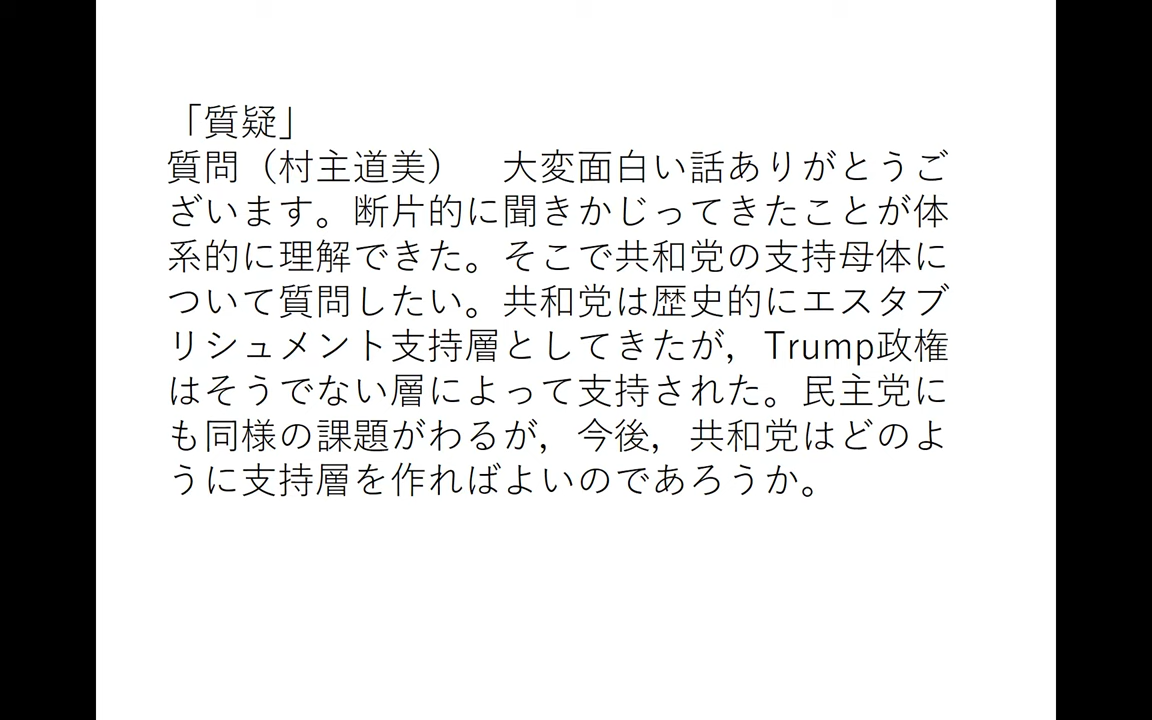 「質疑」
質問（村主道美）　大変面白い話ありがとうご
ざいます。断片的に聞きかじってきたことが体
系的に理解できた。そこで共和党の支持母体に
ついて質問したい。共和党は歴史的にエスタブ
リシュメント支持層としてきたが，Trump政権
はそうでない層によって支持された。民主党に
も同様の課題がわるが，今後，共和党はどのよ
うに支持層を作ればよいのであろうか。